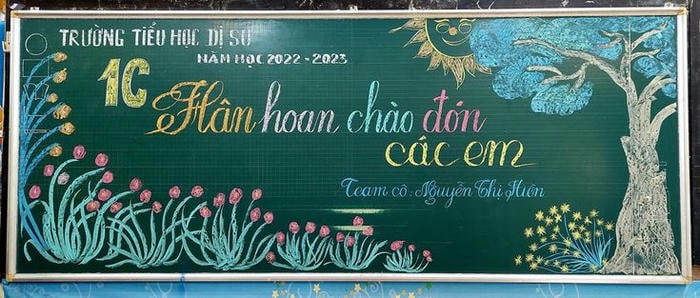 TRƯỜNG TIỂU HỌC DỊ SỬ
NĂM HỌC 2022-2023
1C
Hân hoan chào đón
các em
Team cô: Nguyễn Thị Hiên